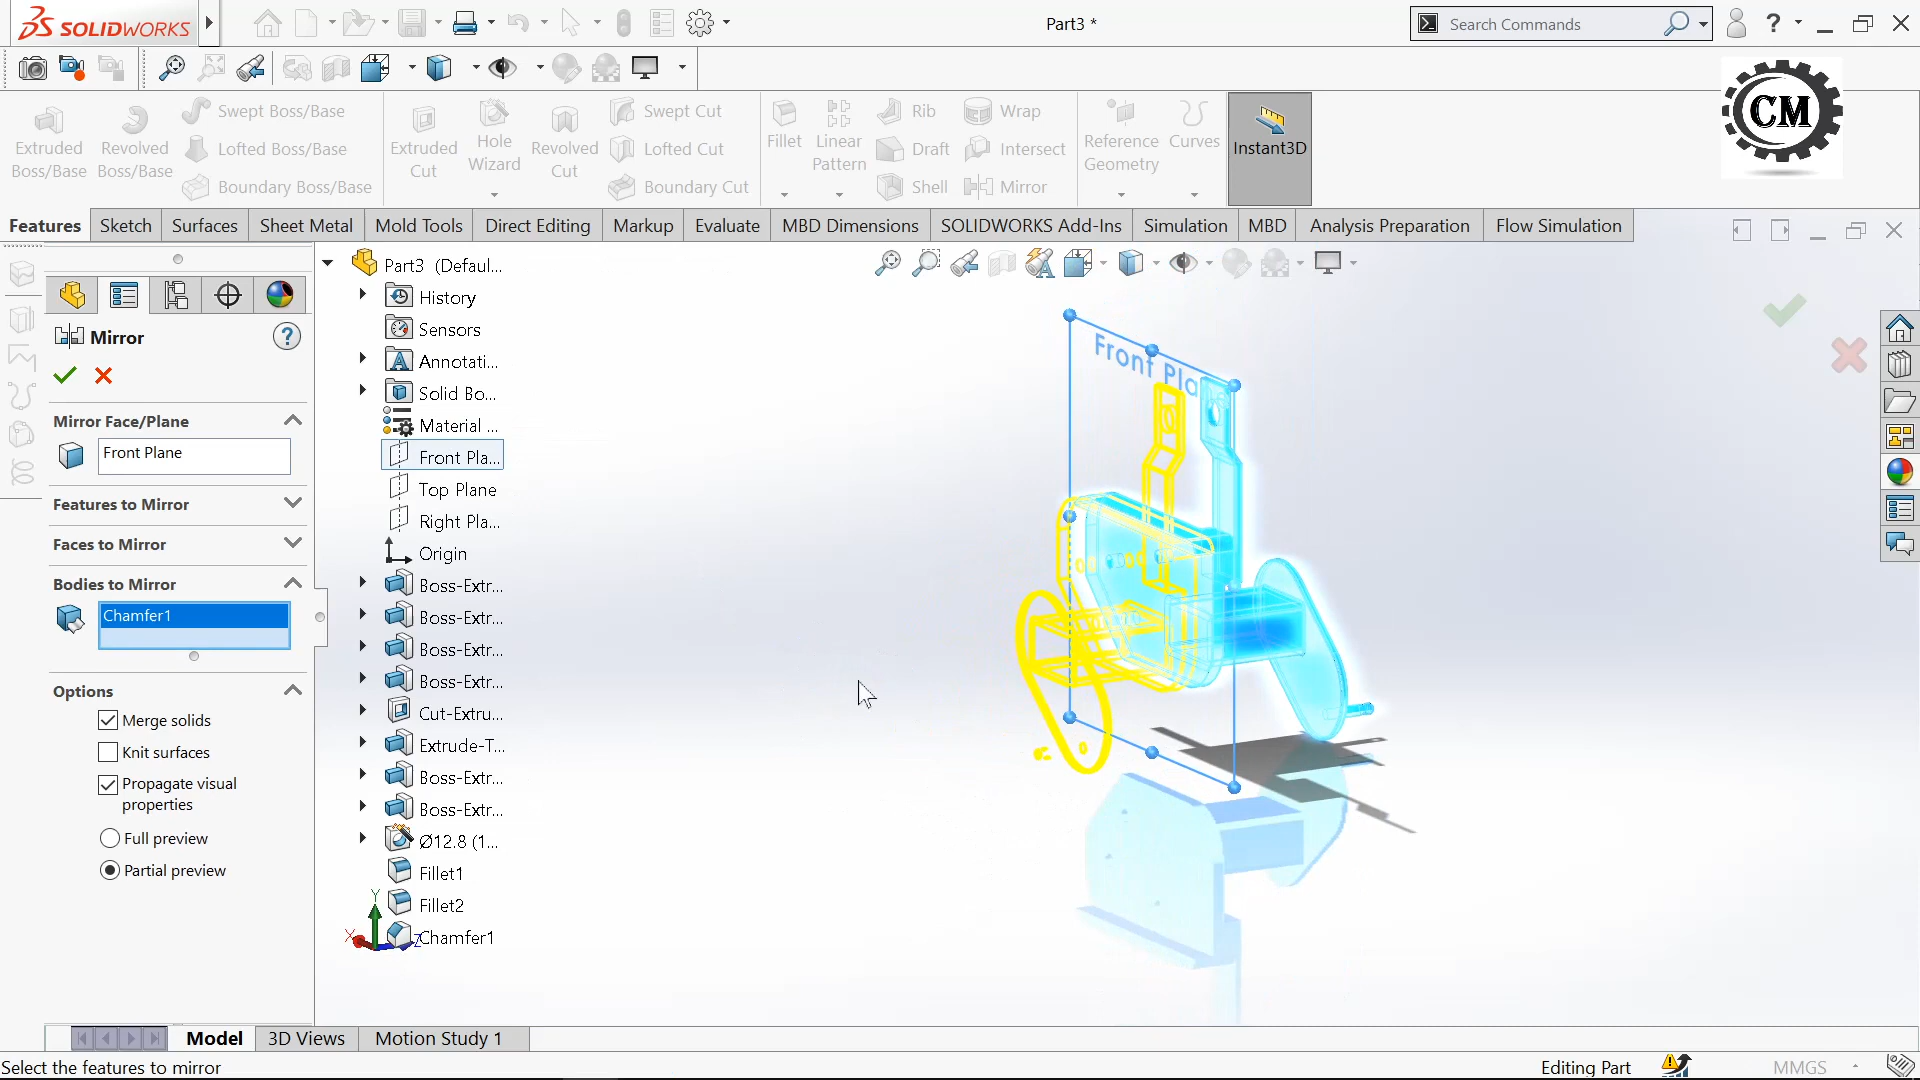 SOLIDWORKS
Part3 *
Search Commands
?
Extruded Boss/Base
Revolved Boss/Base
Swept Boss/Base
Lofted Boss/Base
Boundary Boss/Base
Extruded Cut
Hole Wizard
Revolved Cut
Swept Cut
Lofted Cut
Boundary Cut
Fillet
Linear Pattern
Rib
Draft
Shell
Wrap
Intersect
Mirror
Reference Geometry
Curves
Instant3D
CM
Features
Sketch
Surfaces
Sheet Metal
Mold Tools
Direct Editing
Markup
Evaluate
MBD Dimensions
SOLIDWORKS Add-Ins
Simulation
MBD
Analysis Preparation
Flow Simulation
Mirror
?
Mirror Face/Plane
Front Plane
Features to Mirror
Faces to Mirror
Bodies to Mirror
Chamfer1
Options
Merge solids
Knit surfaces
Propagate visual
properties
Full preview
Partial preview
Part3 (Defaul...
History
Sensors
Annotati...
Solid Bo...
Material ...
Front Pla...
Top Plane
Right Pla...
Origin
Boss-Extr...
Boss-Extr...
Boss-Extr...
Boss-Extr...
Cut-Extru...
Extrude-T...
Boss-Extr...
Boss-Extr...
Ø12.8 (1...
Fillet1
Fillet2
Chamfer1
Y
X
Z
Front Pla
Model
3D Views
Motion Study 1
Select the features to mirror
Editing Part
MMGS